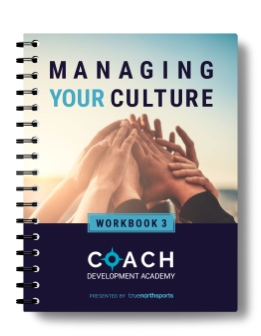 MANAGING
YOUR CULTURE
WORKBOOK 3
COACH
DEVELOPMENT ACADEMY
PRESENTED BY truenorthsports